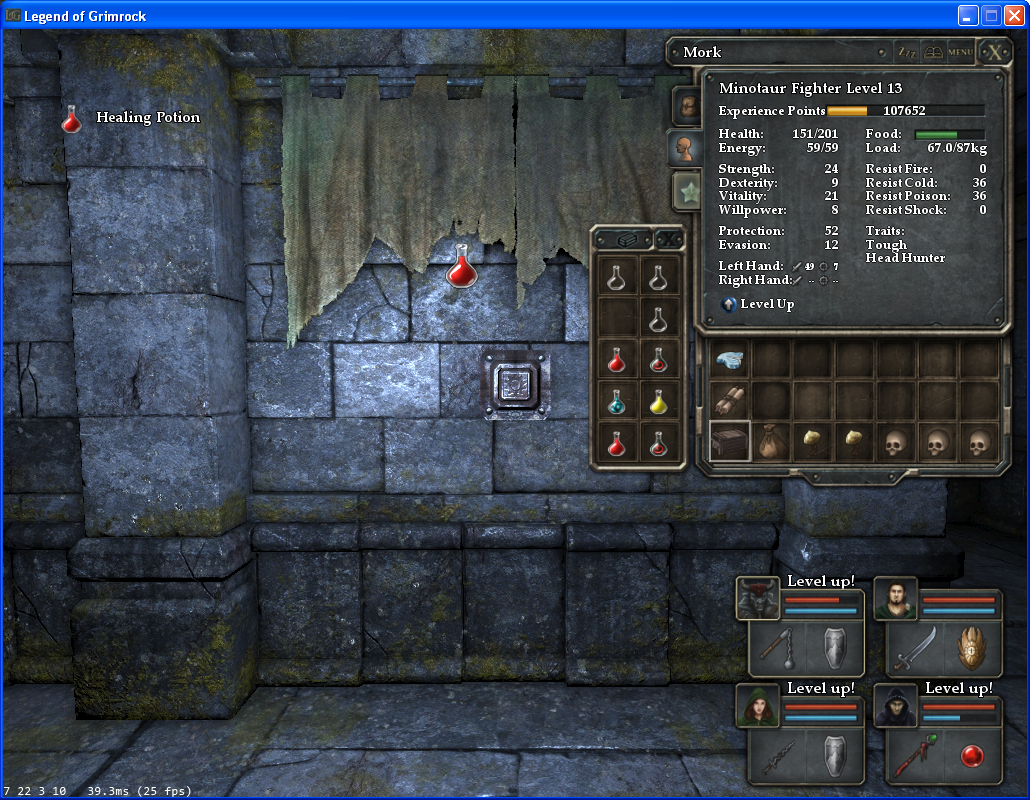 Legend of Grimrock
Mork
Zzz
MENU
X
Healing Potion
Minotaur Fighter Level 13
Experience Points 107652
Health: 151/201 Food:
Energy: 59/59 Load: 67.0/87kg
Strength: 24 Resist Fire: 0
Dexterity: 9 Resist Cold: 36
Vitality: 21 Resist Poison: 36
Willpower: 8 Resist Shock: 0
Protection: 52 Traits:
Evasion: 12 Tough
Head Hunter
Left Hand: 49 7
Right Hand: -- --
Level Up
Level up!
Level up! Level up!
7 22 3 10 39.3ms (25 fps)